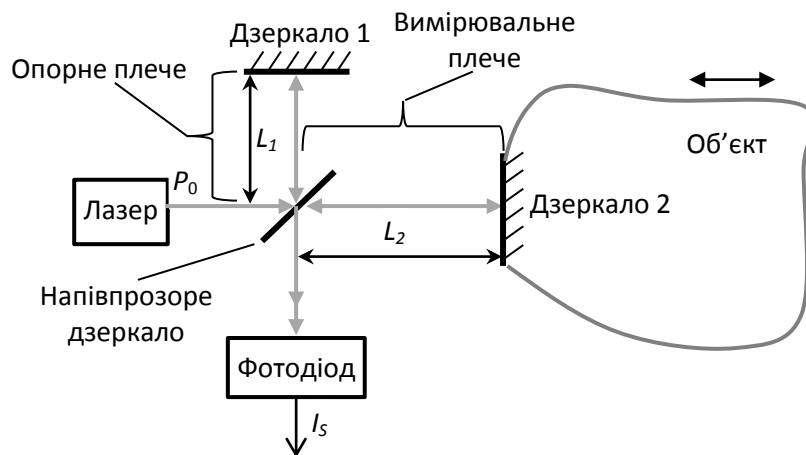 Дзеркало 1
Вимірювальне
плече
Опорне плече
Об’єкт
L1
P0
Лазер
Дзеркало 2
L2
Напівпрозоре
дзеркало
Фотодіод
IS